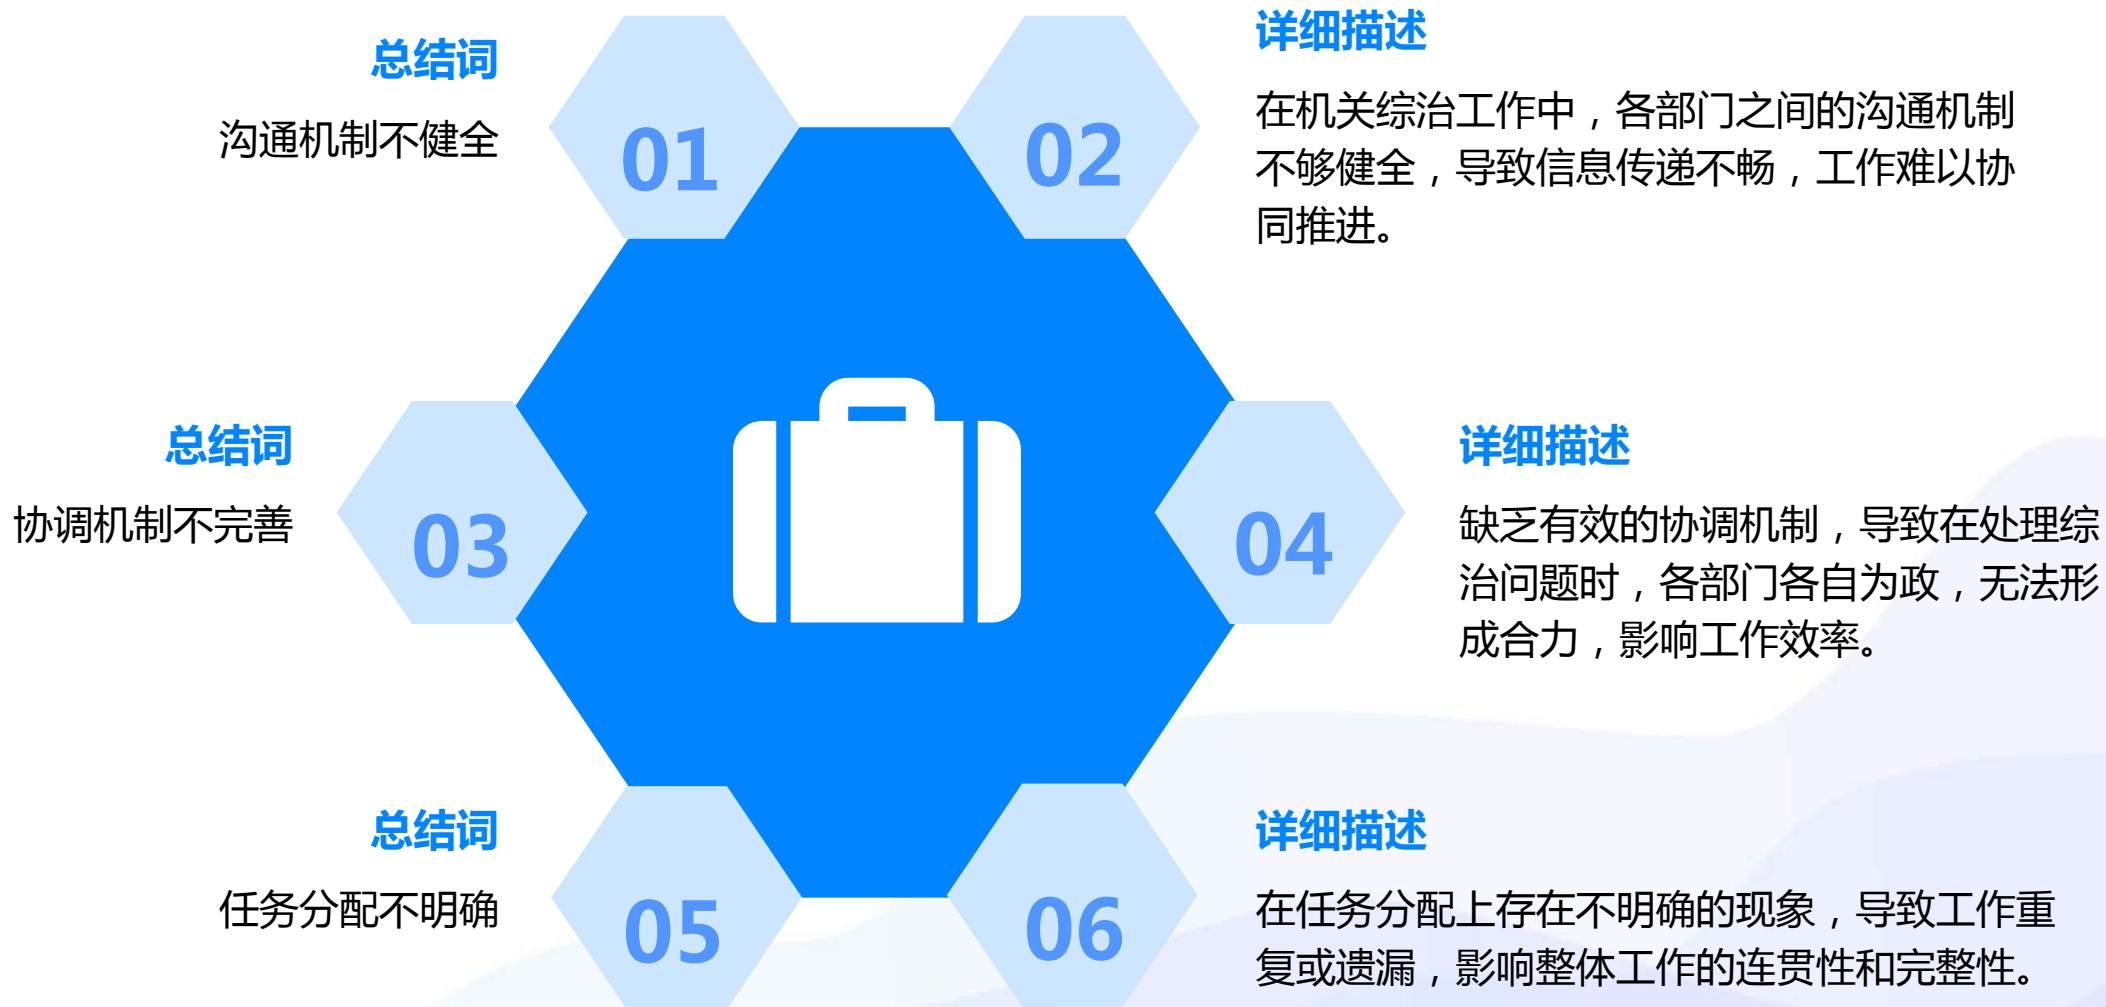 总结词
沟通机制不健全
01
02
详细描述
在机关综治工作中，各部门之间的沟通机制
不够健全，导致信息传递不畅，工作难以协
同推进。
总结词
协调机制不完善
03
04
详细描述
缺乏有效的协调机制，导致在处理综
治问题时，各部门各自为政，无法形
成合力，影响工作效率。
总结词
任务分配不明确
05
06
详细描述
在任务分配上存在不明确的现象，导致工作重
复或遗漏，影响整体工作的连贯性和完整性。